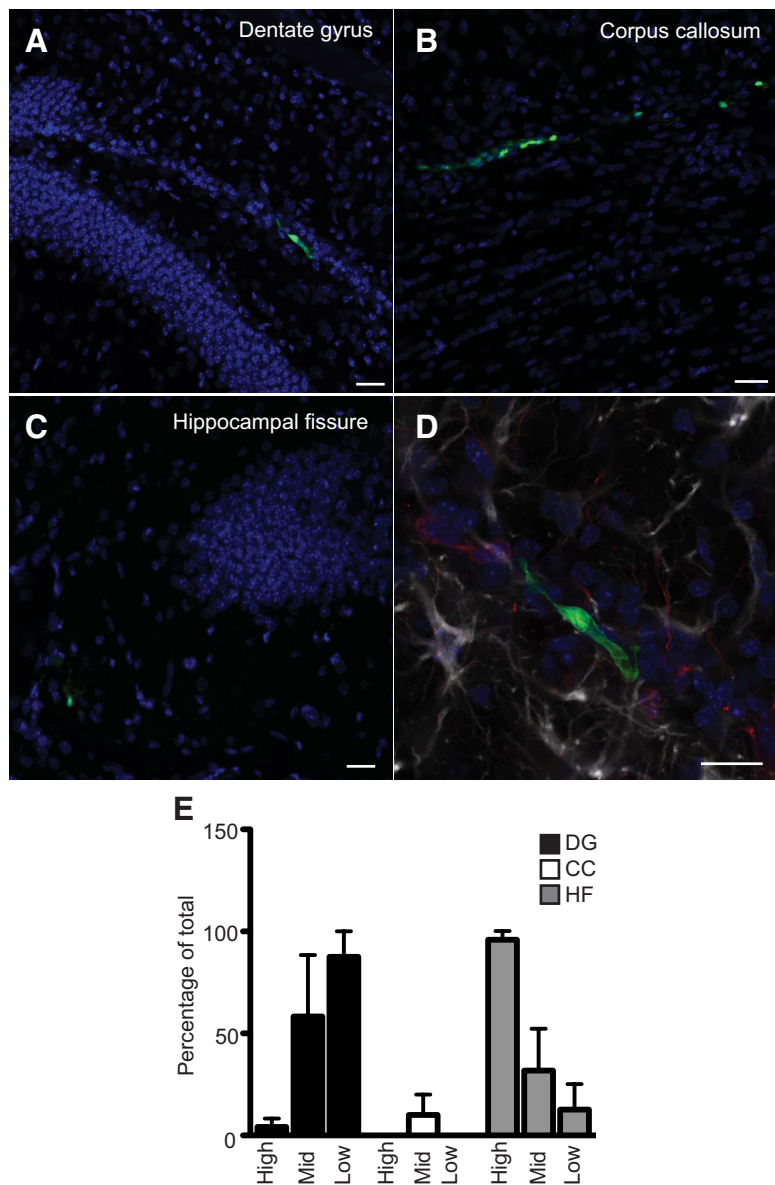 A
Dentate gyrus
B
Corpus callosum
C
Hippocampal fissure
D
E
150
100
50
0
Percentage of total
DG
CC
HF
High
Mid
Low
High
Mid
Low
High
Mid
Low